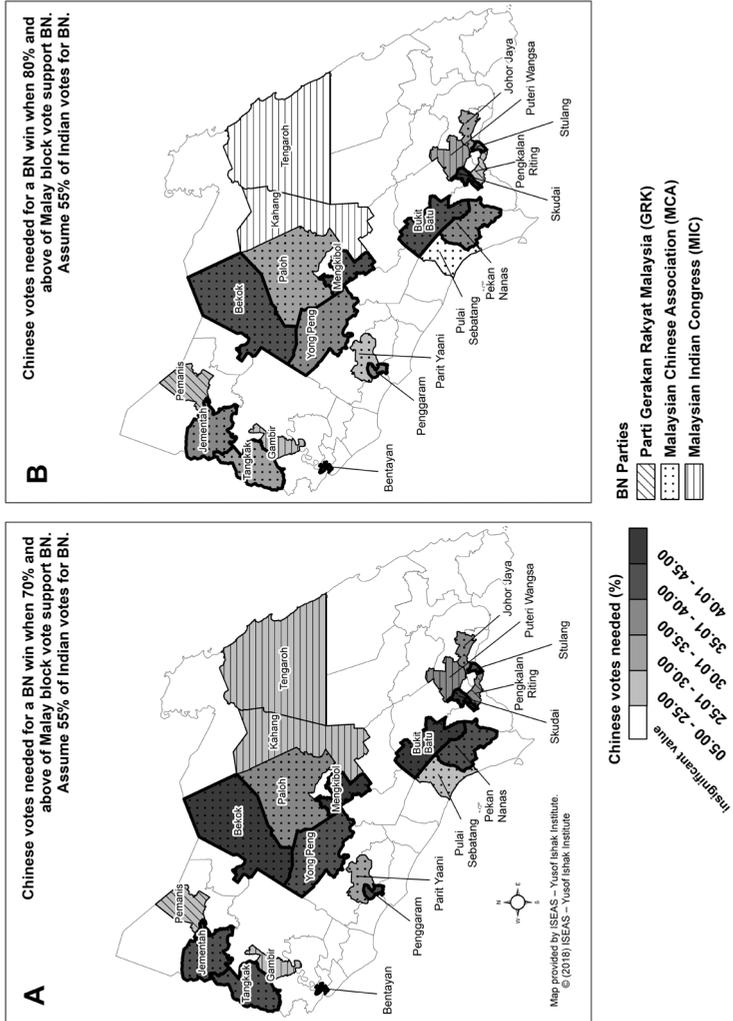 A
Chinese votes needed for a BN win when 70% and
above of Malay block vote support BN.
Assume 55% of Indian votes for BN.
Pemanis
Jementah
Tangkak
Gambir
Bentayan
Bekok
Yong Peng
Paloh
Kahang
Tengaroh
Mengkibol
Parit Yaani
Penggaram
Bukit
Batu
Pulai
Sebatang
Pekan
Nanas
Johor Jaya
Puteri Wangsa
Stulang
Pengkalan
Riting
Skudai
N
W
E
S
Map provided by ISEAS – Yusof Ishak Institute.
© (2018) ISEAS – Yusof Ishak Institute
B
Chinese votes needed for a BN win when 80% and
above of Malay block vote support BN.
Assume 55% of Indian votes for BN.
Pemanis
Jementah
Tangkak
Gambir
Bentayan
Bekok
Yong Peng
Paloh
Kahang
Tengaroh
Mengkibol
Parit Yaani
Penggaram
Bukit
Batu
Pulai
Sebatang
Pekan
Nanas
Johor Jaya
Puteri Wangsa
Stulang
Pengkalan
Riting
Skudai
Chinese votes needed (%)
Insignificant value
05.00 - 25.00
25.01 - 30.00
30.01 - 35.00
35.01 - 40.00
40.01 - 45.00
BN Parties
Parti Gerakan Rakyat Malaysia (GRK)
Malaysian Chinese Association (MCA)
Malaysian Indian Congress (MIC)